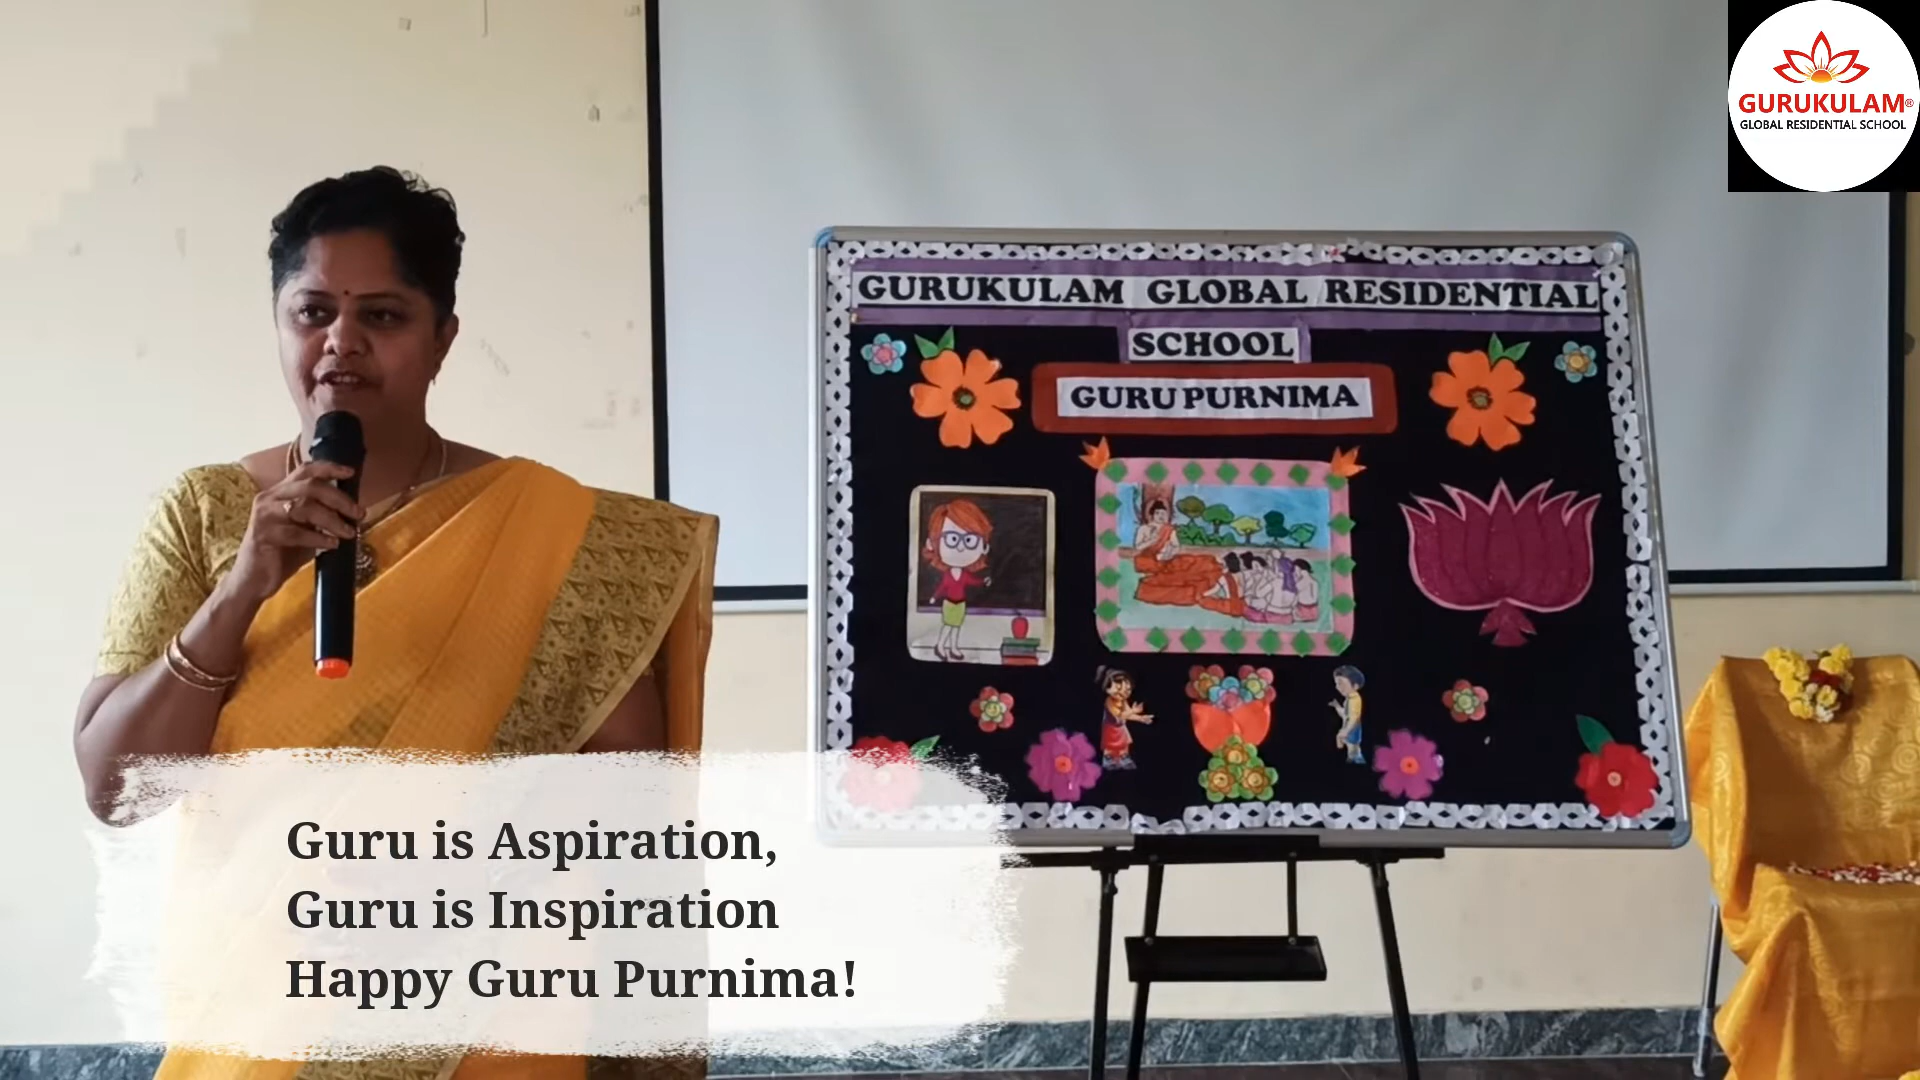 GURUKULAM®
GLOBAL RESIDENTIAL SCHOOL
GURUKULAM GLOBAL RESIDENTIAL
SCHOOL
GURU PURNIMA
Guru is Aspiration,
Guru is Inspiration
Happy Guru Purnima!